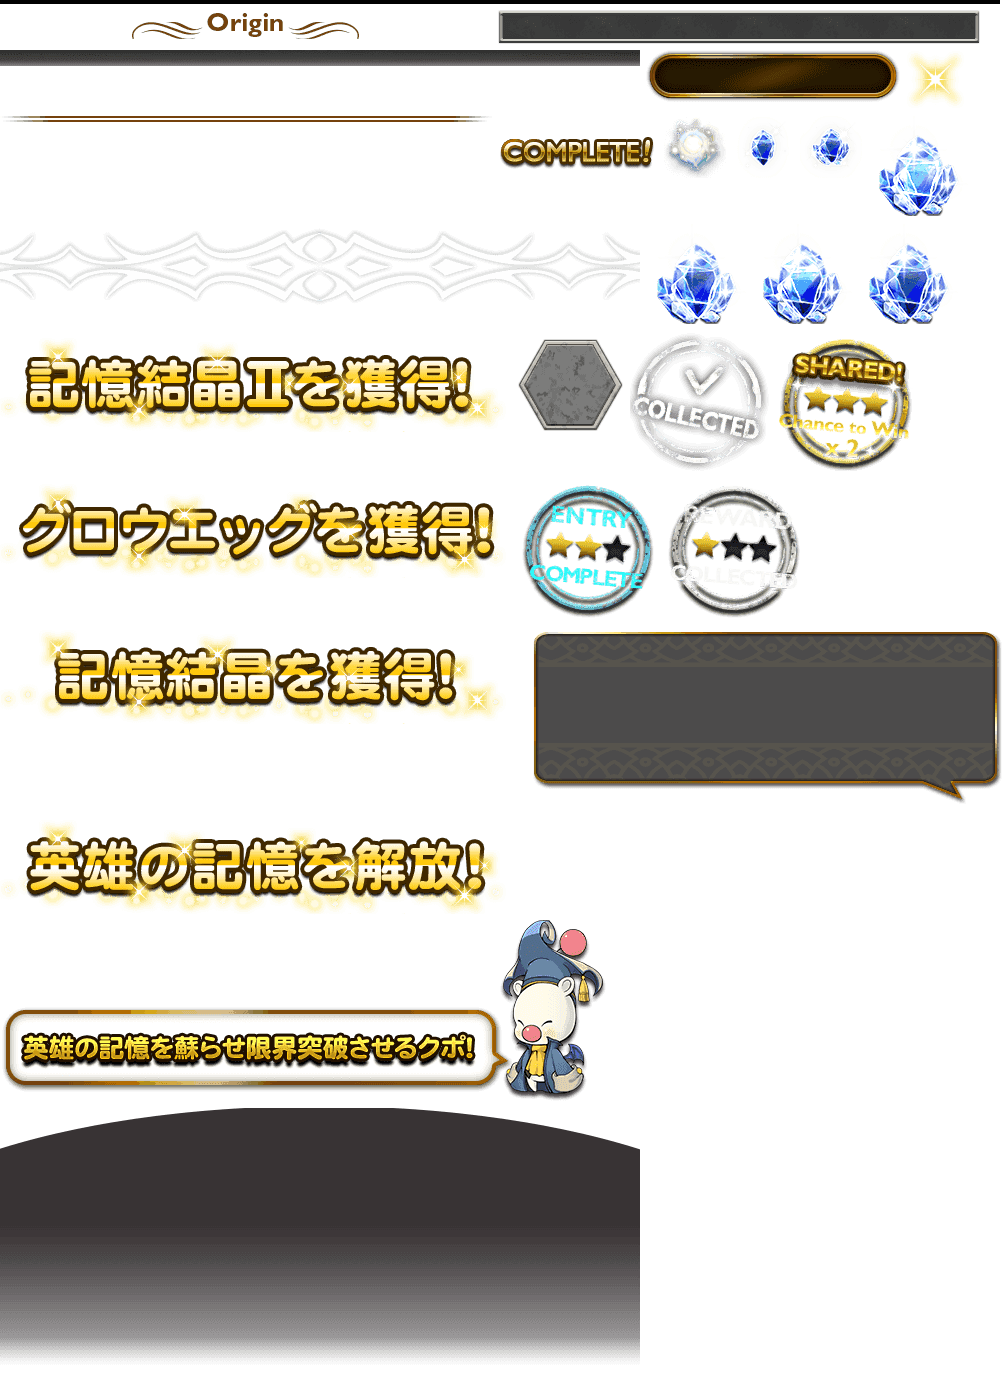 Origin
COMPLETE!
記憶結晶Ⅱを獲得!
COLLECTED
SHARED!
Chance to Win
x 2
グロウエッグを獲得!
ENTRY
COMPLETE
REWARD
COLLECTED
記憶結晶を獲得!
英雄の記憶を解放!
英雄の記憶を蘇らせ限界突破させるクポ!